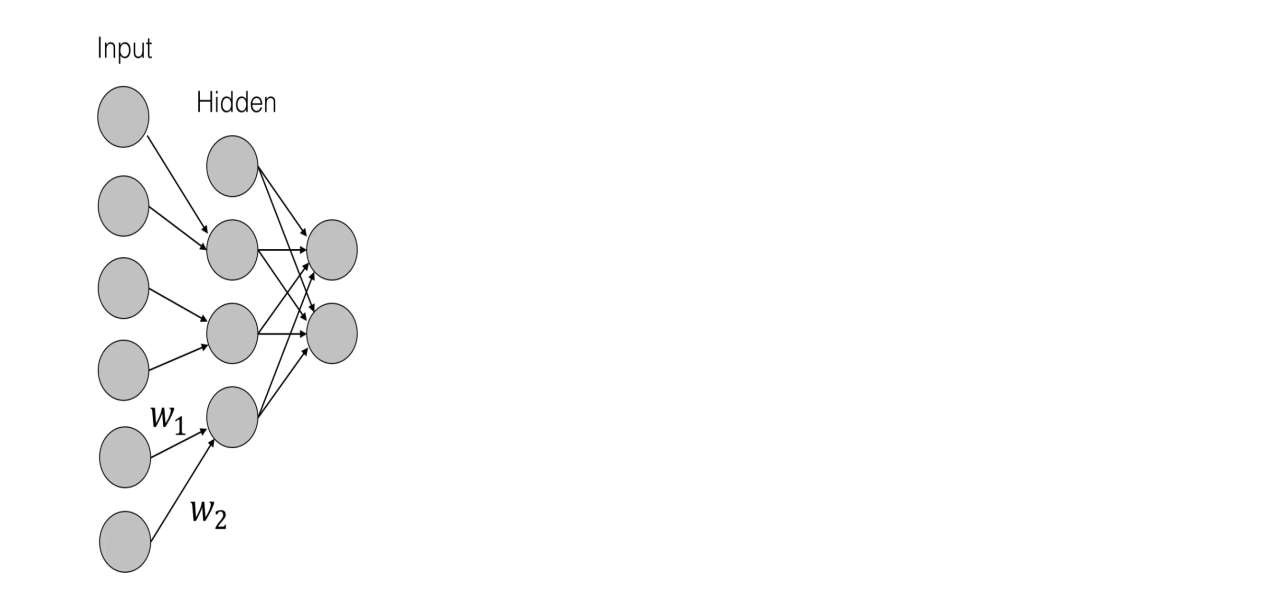 Input
Hidden
w₁
w₂